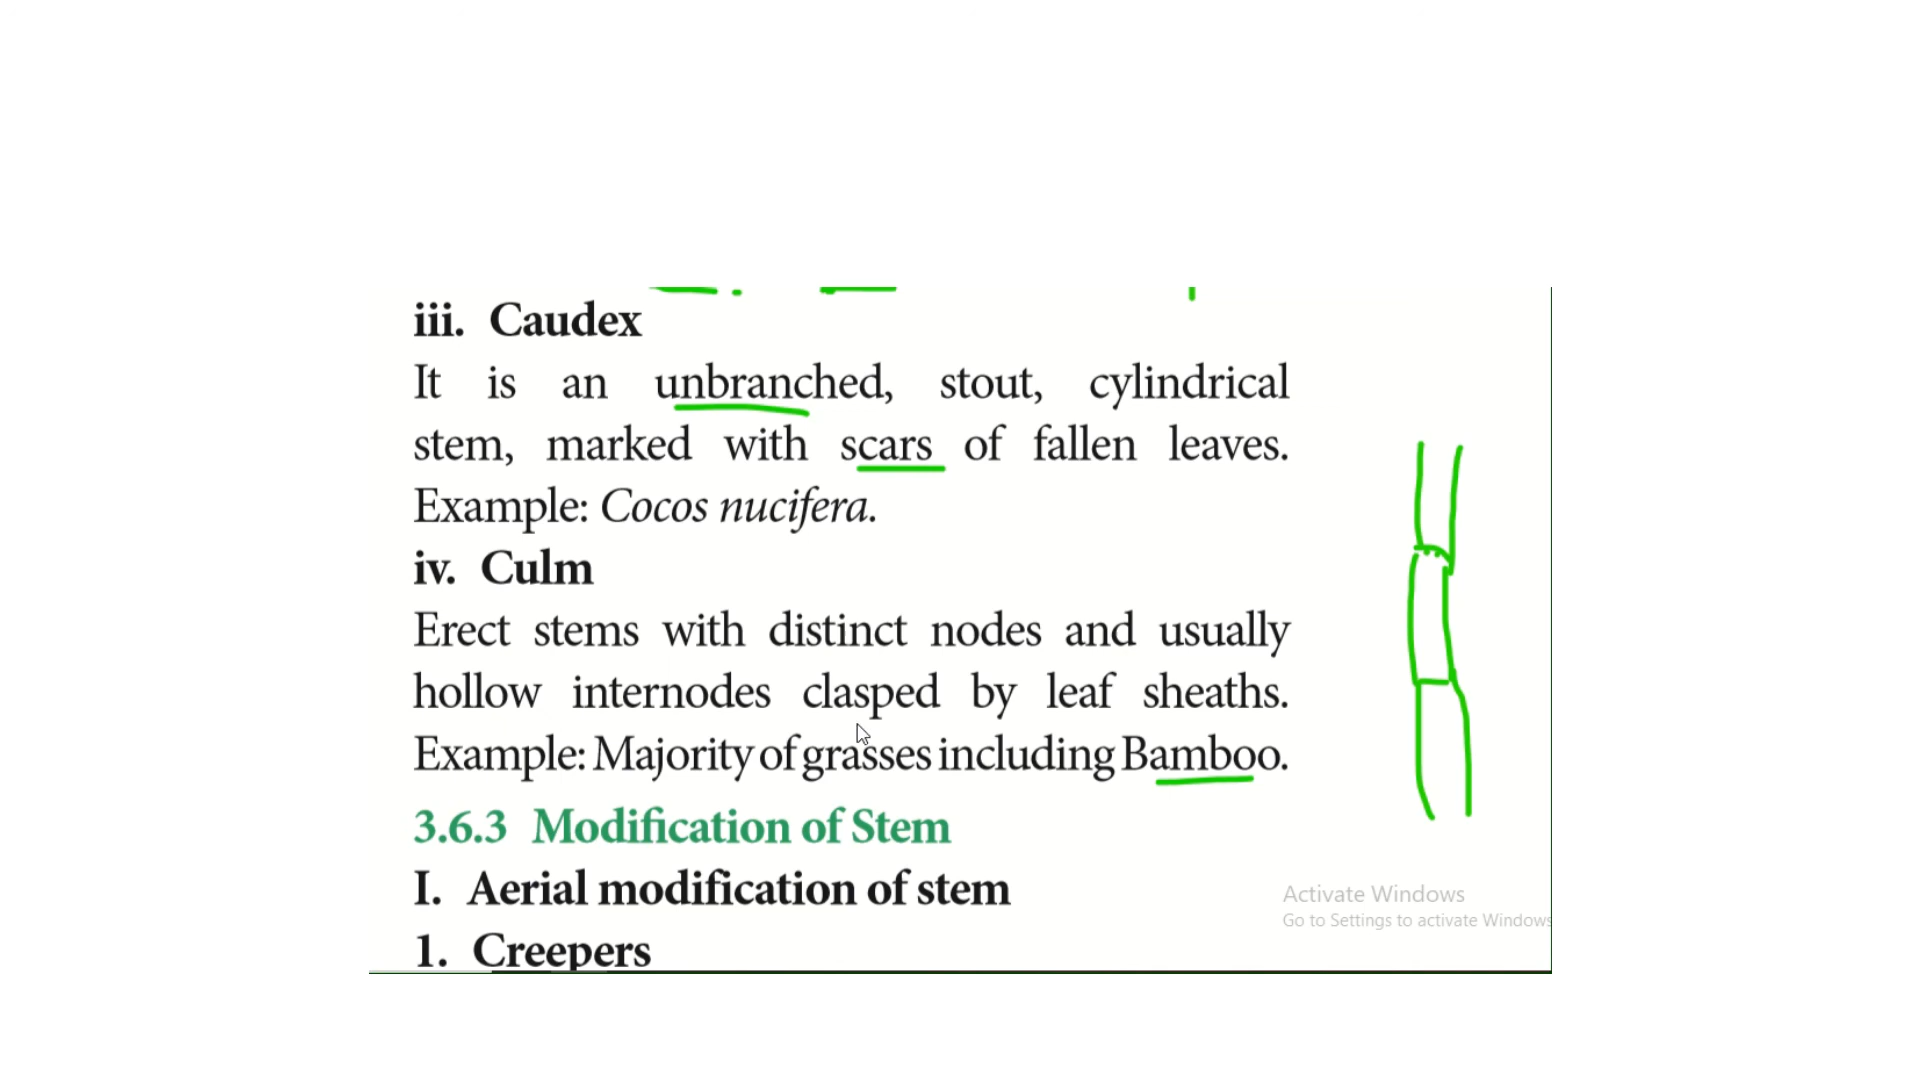 iii. Caudex
It is an unbranched, stout, cylindrical
stem, marked with scars of fallen leaves.
Example: Cocos nucifera.
iv. Culm
Erect stems with distinct nodes and usually
hollow internodes clasped by leaf sheaths.
Example: Majority of grasses including Bamboo.
3.6.3 Modification of Stem
I. Aerial modification of stem
1. Creepers
Activate Windows
Go to Settings to activate Windows